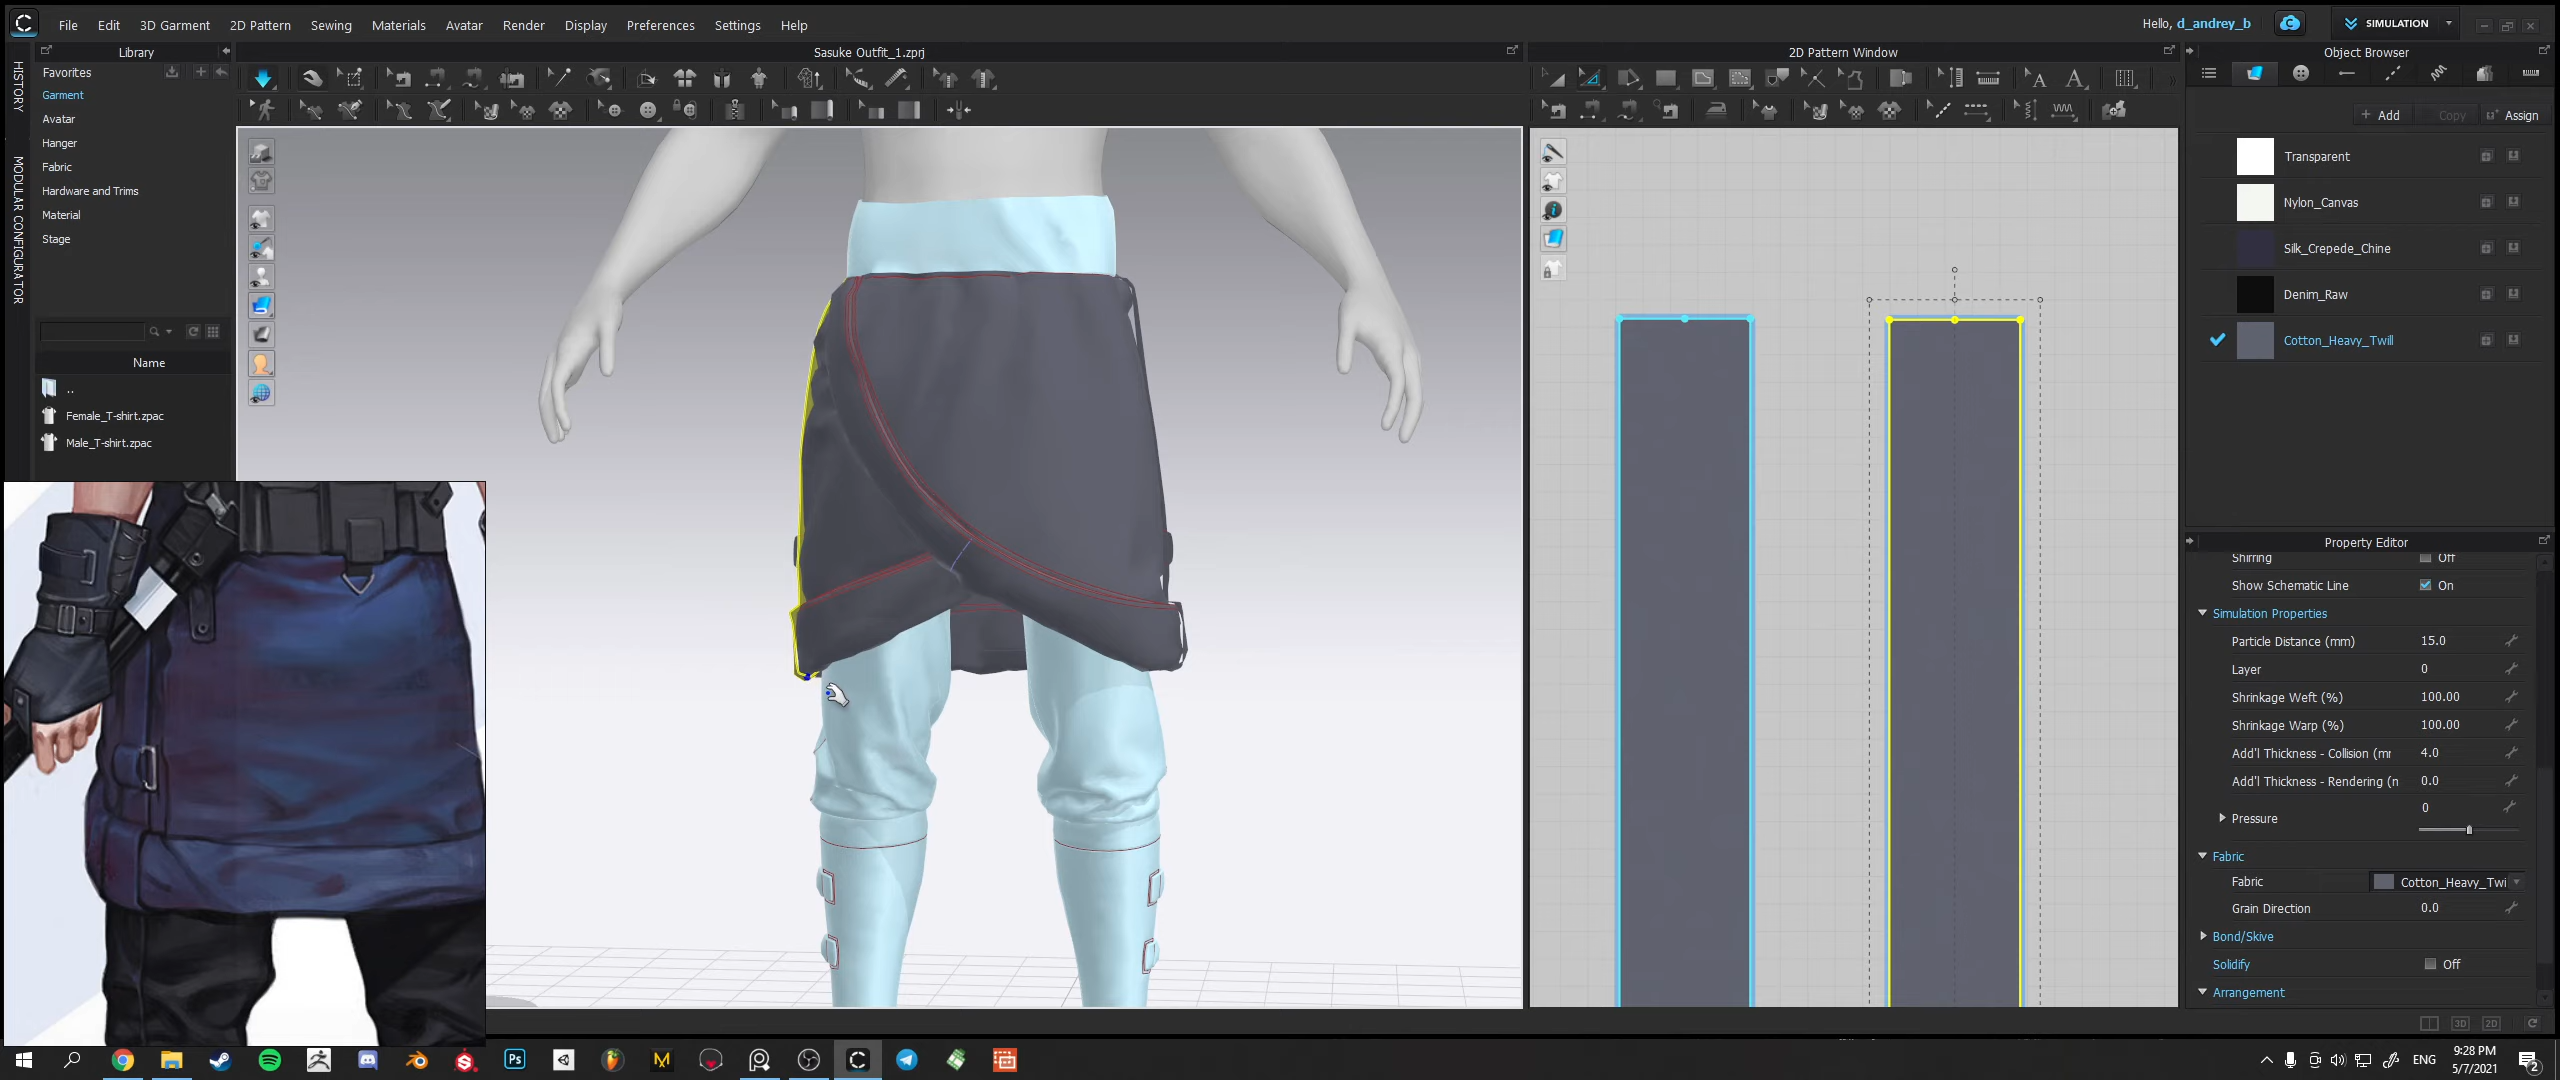 File Edit 3D Garment 2D Pattern Sewing Materials Avatar Render Display Preferences Settings Help
Hello, d_andrey_b
SIMULATION
HISTORY
MODULAR CONFIGURATOR
Library
Favorites
Garment
Avatar
Hanger
Fabric
Hardware and Trims
Material
Stage
Name
..
Female_T-shirt.zpac
Male_T-shirt.zpac
Sasuke Outfit_1.zprj
2D Pattern Window
Object Browser
Add Copy Assign
Transparent
Nylon_Canvas
Silk_Crepede_Chine
Denim_Raw
Cotton_Heavy_Twill
Property Editor
Shirring Off
Show Schematic Line On
Simulation Properties
Particle Distance (mm) 15.0
Layer 0
Shrinkage Weft (%) 100.00
Shrinkage Warp (%) 100.00
Add'l Thickness - Collision (mr 4.0
Add'l Thickness - Rendering (n 0.0
0
Pressure
Fabric
Fabric Cotton_Heavy_Twi
Grain Direction 0.0
Bond/Skive
Solidify Off
Arrangement
3D 2D
Ps
ENG
9:28 PM
5/7/2021
2